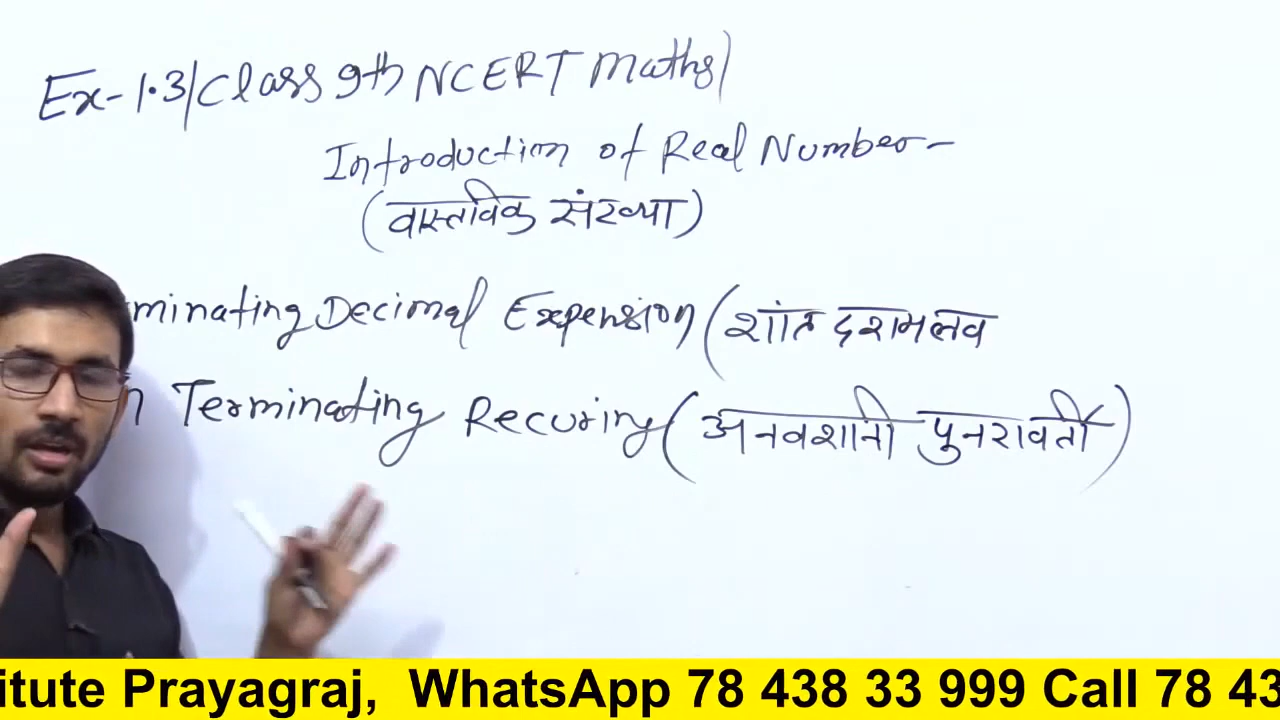 Ex-1.3/Class 9th NCERT Maths)
Introduction of Real Number-
(वास्तविक संख्या)
minating Decimal Expension (शांत दशमलव
n Terminating Recuring (अनवशानी पुनरावर्ती)
itute Prayagraj, WhatsApp 78 438 33 999 Call 78 43